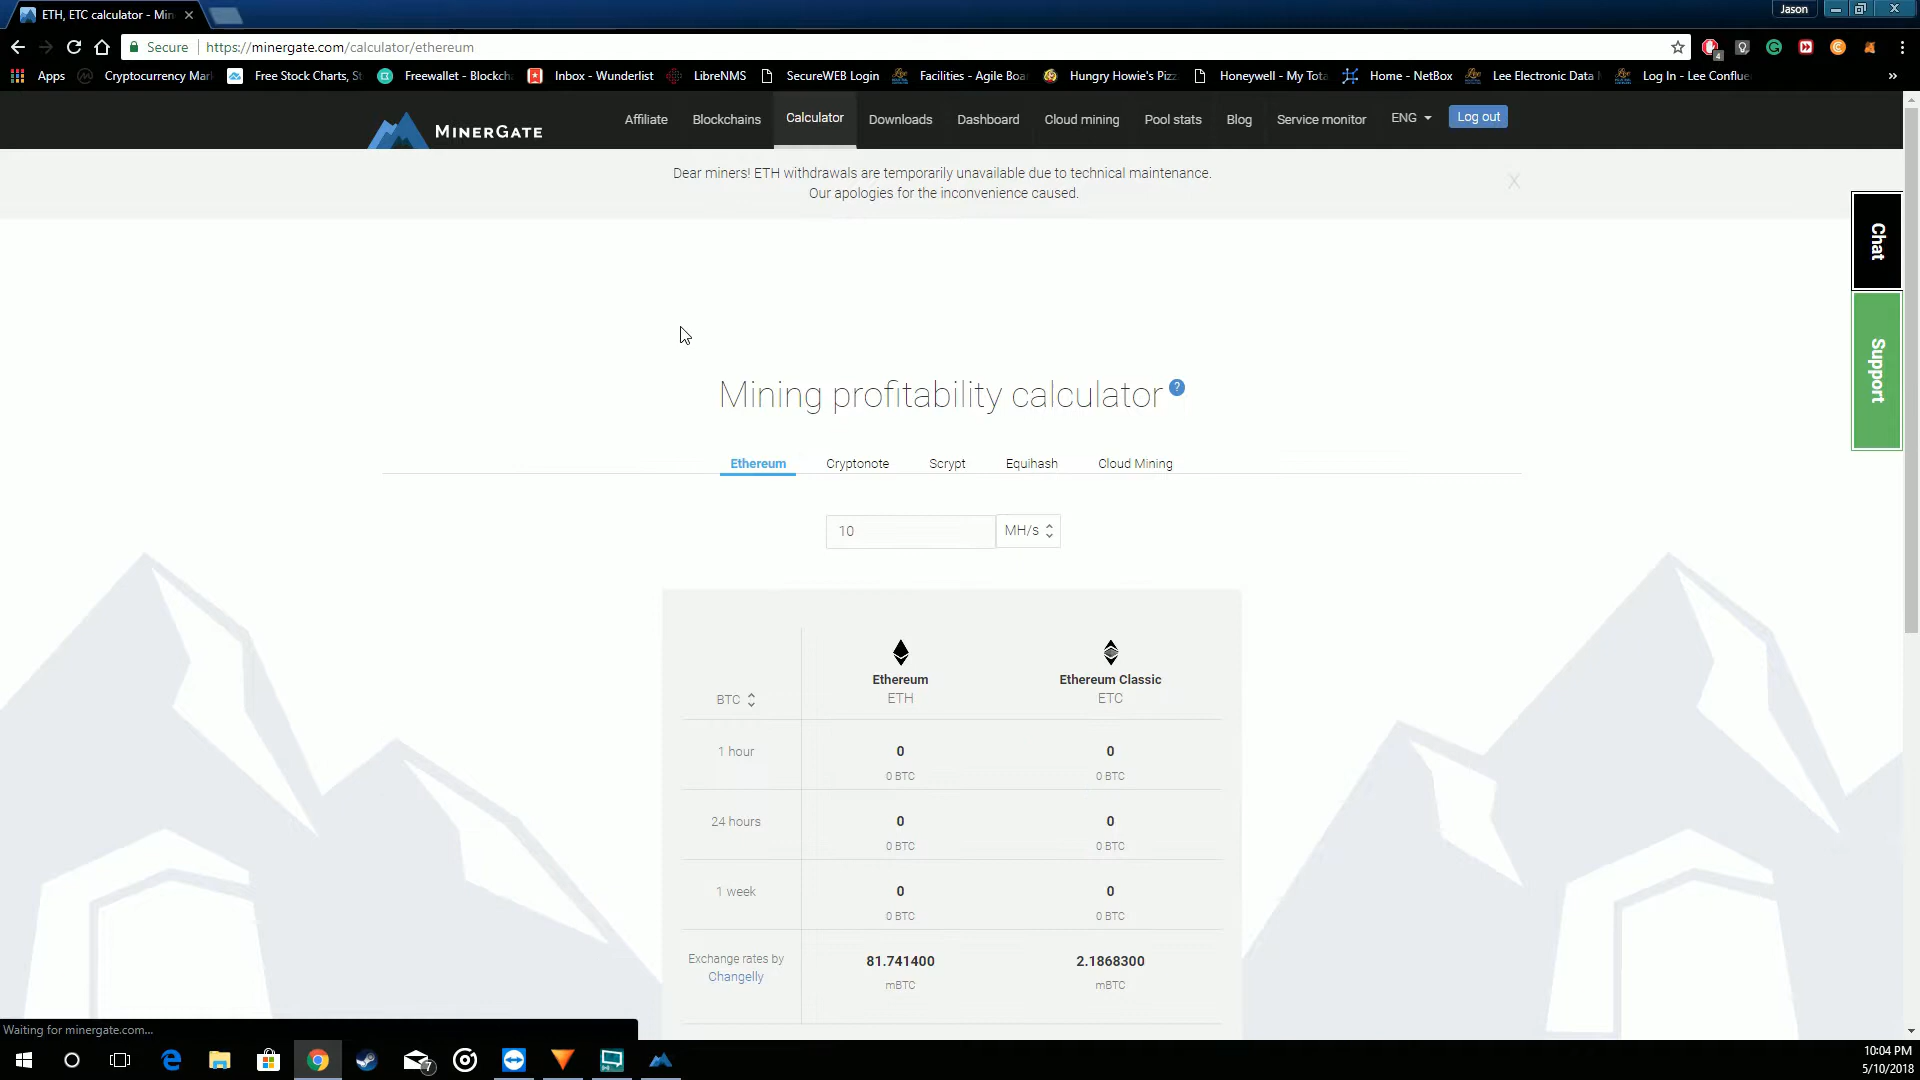 ETH, ETC calculator - Min
Jason
Secure
https://minergate.com/calculator/ethereum
4
Apps
Cryptocurrency Mark
Free Stock Charts, St
Freewallet - Blockch
Inbox - Wunderlist
LibreNMS
SecureWEB Login
Facilities - Agile Boa
Hungry Howie's Pizz
Honeywell - My Tota
Home - NetBox
Lee Electronic Data
Log In - Lee Conflue
»
MINERGATE
Affiliate
Blockchains
Calculator
Downloads
Dashboard
Cloud mining
Pool stats
Blog
Service monitor
ENG
Log out
Dear miners! ETH withdrawals are temporarily unavailable due to technical maintenance.
Our apologies for the inconvenience caused.
X
Chat
Support
Mining profitability calculator ?
Ethereum
Cryptonote
Scrypt
Equihash
Cloud Mining
10
MH/s
BTC
Ethereum
ETH
Ethereum Classic
ETC
1 hour
0
0 BTC
0
0 BTC
24 hours
0
0 BTC
0
0 BTC
1 week
0
0 BTC
0
0 BTC
Exchange rates by
Changelly
81.741400
mBTC
2.1868300
mBTC
Waiting for minergate.com...
7
10:04 PM
5/10/2018